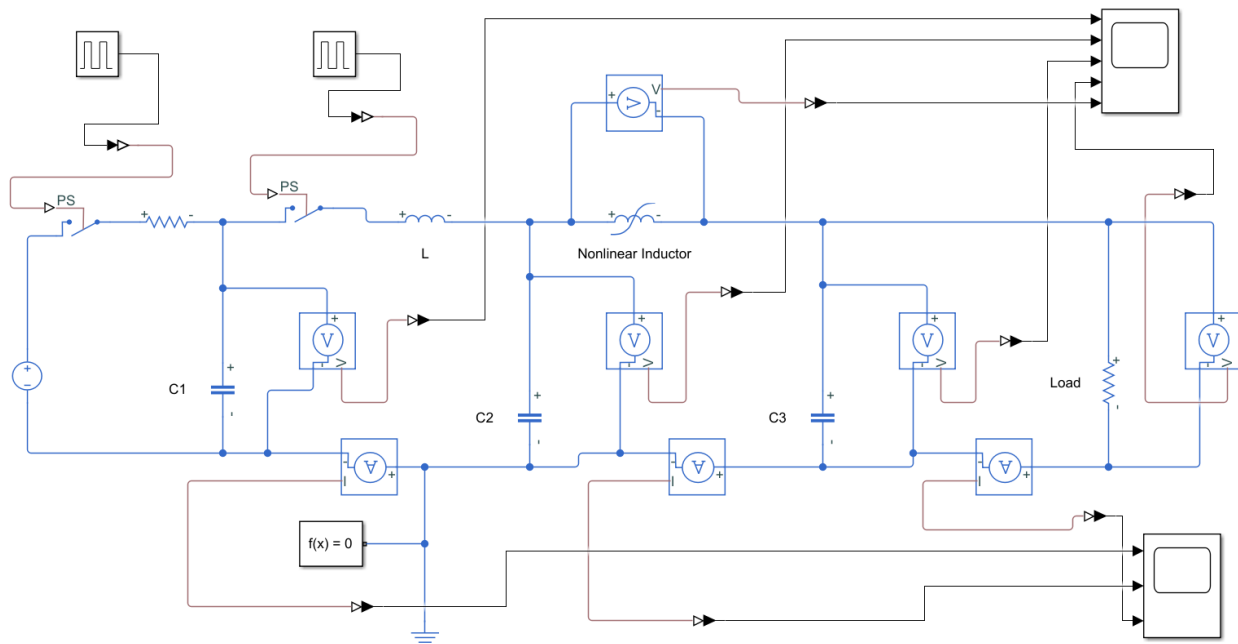 PS
PS
+
-
+
-
+
-
V
+
-
L
Nonlinear Inductor
+
-
V
V
+
-
V
V
+
-
V
V
+
-
V
V
+
-
C1
+
-
C2
+
-
C3
+
-
Load
+
-
A
-
+
I
A
-
+
I
A
-
+
I
f(x) = 0